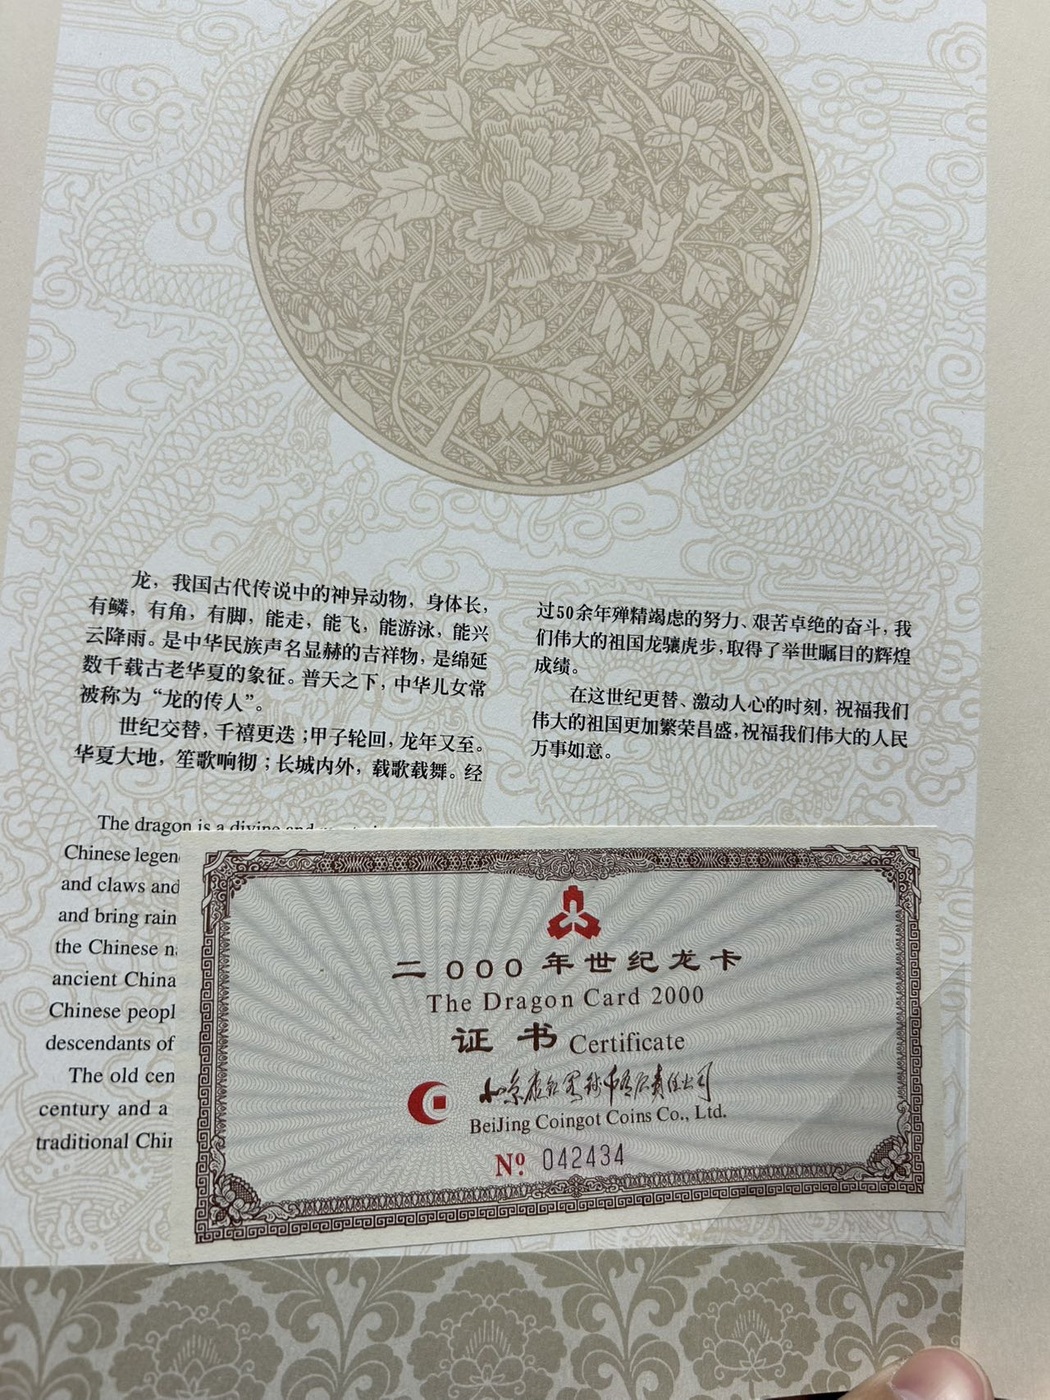 龙，我国古代传说中的神异动物，身体长，
有鳞，有角，有脚，能走，能飞，能游泳，能兴
云降雨。是中华民族声名显赫的吉祥物，是绵延
数千载古老华夏的象征。普天之下，中华儿女常
被称为“龙的传人”。
世纪交替，千禧更迭；甲子轮回，龙年又至。
华夏大地，笙歌响彻；长城内外，载歌载舞。经
过50余年殚精竭虑的努力、艰苦卓绝的奋斗，我
们伟大的祖国龙骧虎步，取得了举世瞩目的辉煌
成绩。
在这世纪更替、激动人心的时刻，祝福我们
伟大的祖国更加繁荣昌盛，祝福我们伟大的人民
万事如意。
The dragon is a divine and
Chinese legen
and claws and
and bring rain
the Chinese n
ancient China
Chinese peopl
descendants of
The old cen
century and a
traditional Chi
二000年世纪龙卡
The Dragon Card 2000
证书 Certificate
BeiJing Coingot Coins Co., Ltd.
Nº. 042434